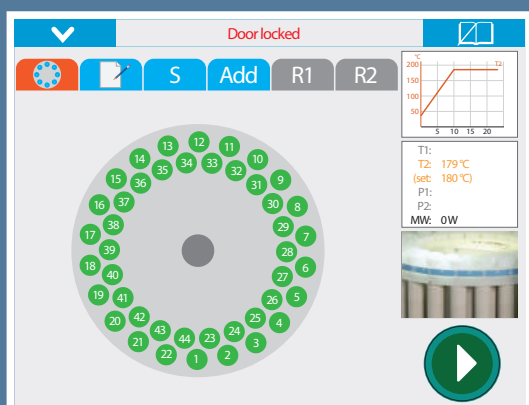 Door locked
S
Add
R1
R2
°C
200
150
100
50
T2
5 10 15 20
T1:
T2: 179 °C
(set: 180 °C)
P1:
P2:
MW: 0 W
12
13 11
14 34 33 10
35 32
15 36 31 9
16 37 30 8
38 29
17 7
39 28
18 40 27 6
19 41 26 5
42 25
20 43 24 4
44 23
21 3
22 1 2